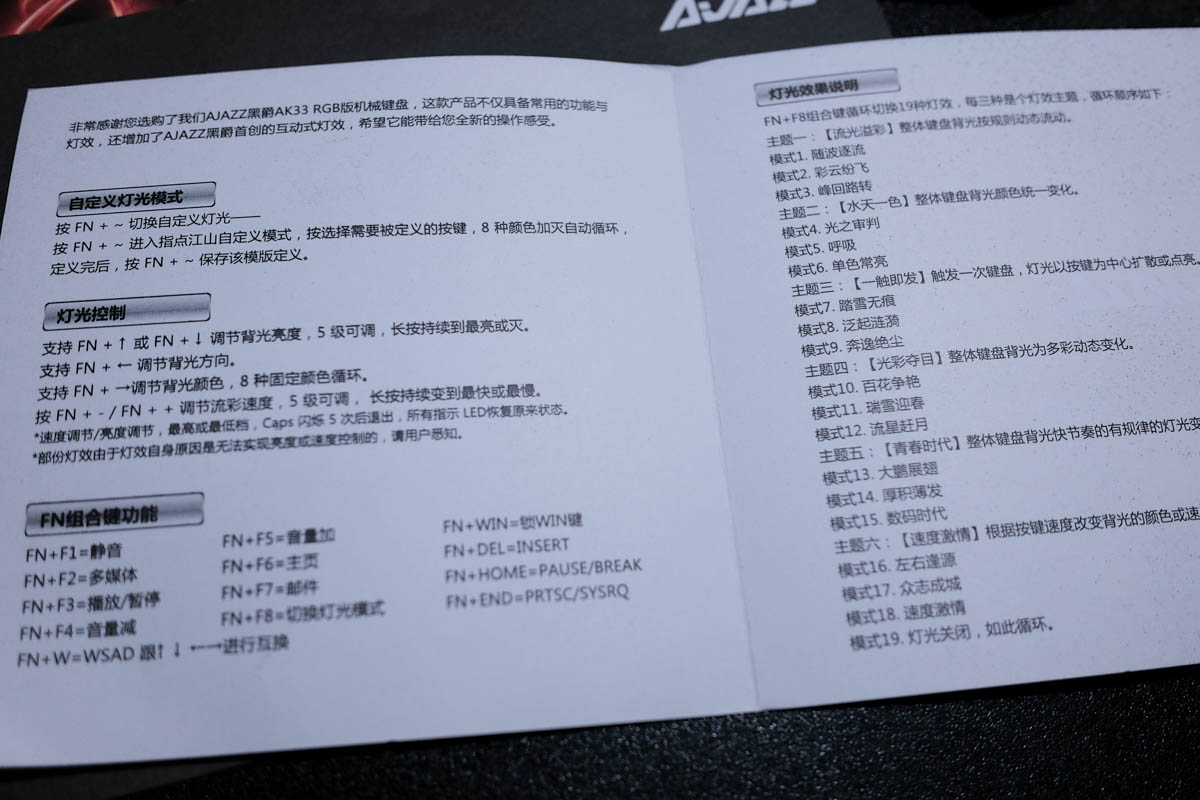 AJAZZ
非常感谢您选购了我们AJAZZ黑爵AK33 RGB版机械键盘，这款产品不仅具备常用的功能与
灯效，还增加了AJAZZ黑爵首创的互动式灯效，希望它能带给您全新的操作感受。
自定义灯光模式
按 FN + ~ 切换自定义灯光——
按 FN + ~ 进入指点江山自定义模式，按选择需要被定义的按键，8 种颜色加灭自动循环，
定义完后，按 FN + ~ 保存该模版定义。
灯光控制
支持 FN + ↑ 或 FN + ↓ 调节背光亮度，5 级可调，长按持续到最亮或灭。
支持 FN + ← 调节背光方向。
支持 FN + →调节背光颜色，8 种固定颜色循环。
按 FN + - / FN + + 调节流彩速度，5 级可调， 长按持续变到最快或最慢。
*速度调节/亮度调节，最高或最低档，Caps 闪烁 5 次后退出，所有指示 LED恢复原来状态。
*部份灯效由于灯效自身原因是无法实现亮度或速度控制的，请用户悉知。
FN组合键功能
FN+F1=静音
FN+F2=多媒体
FN+F3=播放/暂停
FN+F4=音量减
FN+W=WSAD 跟↑ ↓ ←→进行互换
FN+F5=音量加
FN+F6=主页
FN+F7=邮件
FN+F8=切换灯光模式
FN+WIN=锁WIN键
FN+DEL=INSERT
FN+HOME=PAUSE/BREAK
FN+END=PRTSC/SYSRQ
灯光效果说明
FN+F8组合键循环切换19种灯效，每三种是个灯效主题，循环顺序如下：
主题一：【流光溢彩】整体键盘背光按规则动态流动。
模式1. 随波逐流
模式2. 彩云纷飞
模式3. 峰回路转
主题二：【水天一色】整体键盘背光颜色统一变化。
模式4. 光之审判
模式5. 呼吸
模式6. 单色常亮
主题三：【一触即发】触发一次键盘，灯光以按键为中心扩散或点亮。
模式7. 踏雪无痕
模式8. 泛起涟漪
模式9. 奔逸绝尘
主题四：【光彩夺目】整体键盘背光为多彩动态变化。
模式10. 百花争艳
模式11. 瑞雪迎春
模式12. 流星赶月
主题五：【青春时代】整体键盘背光快节奏的有规律的灯光变
模式13. 大鹏展翅
模式14. 厚积薄发
模式15. 数码时代
主题六：【速度激情】根据按键速度改变背光的颜色或速
模式16. 左右逢源
模式17. 众志成城
模式18. 速度激情
模式19. 灯光关闭，如此循环。